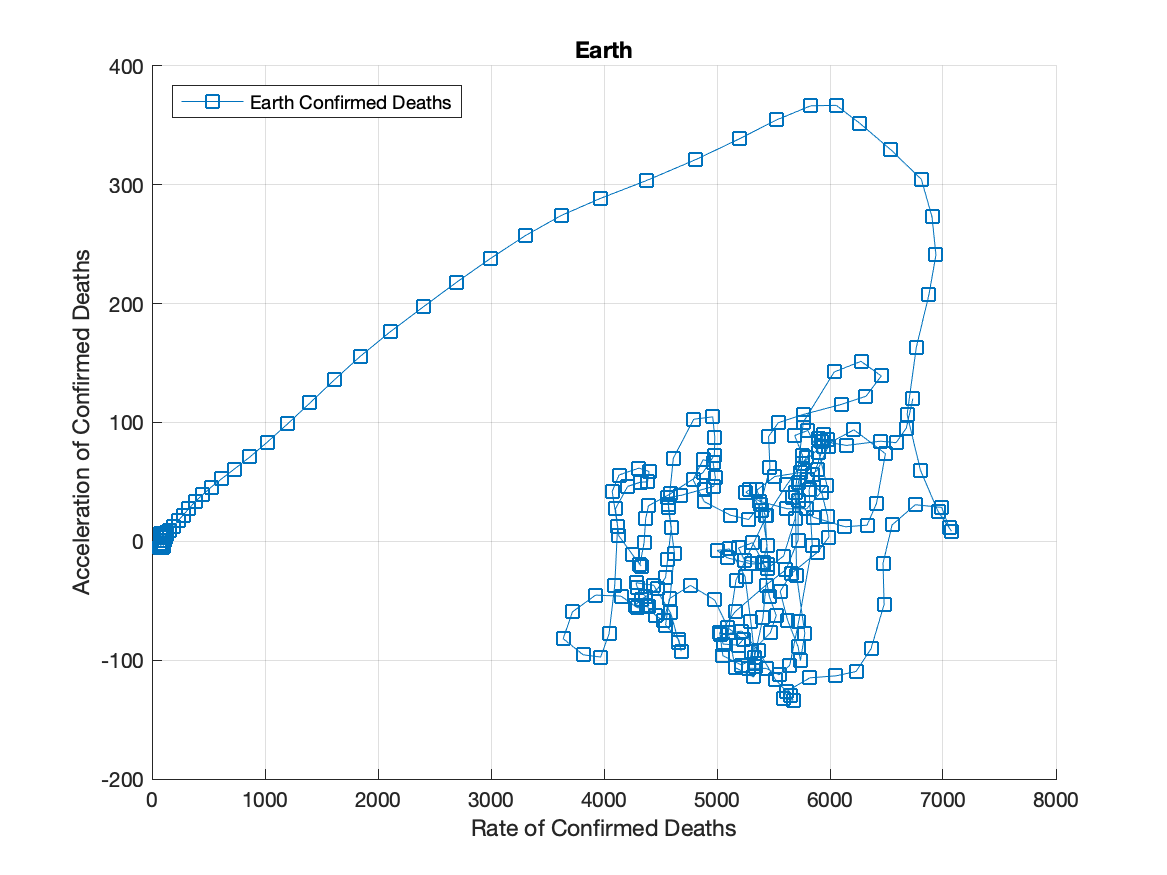 Earth
400
300
200
100
0
-100
-200
Acceleration of Confirmed Deaths
Earth Confirmed Deaths
0 1000 2000 3000 4000 5000 6000 7000 8000
Rate of Confirmed Deaths